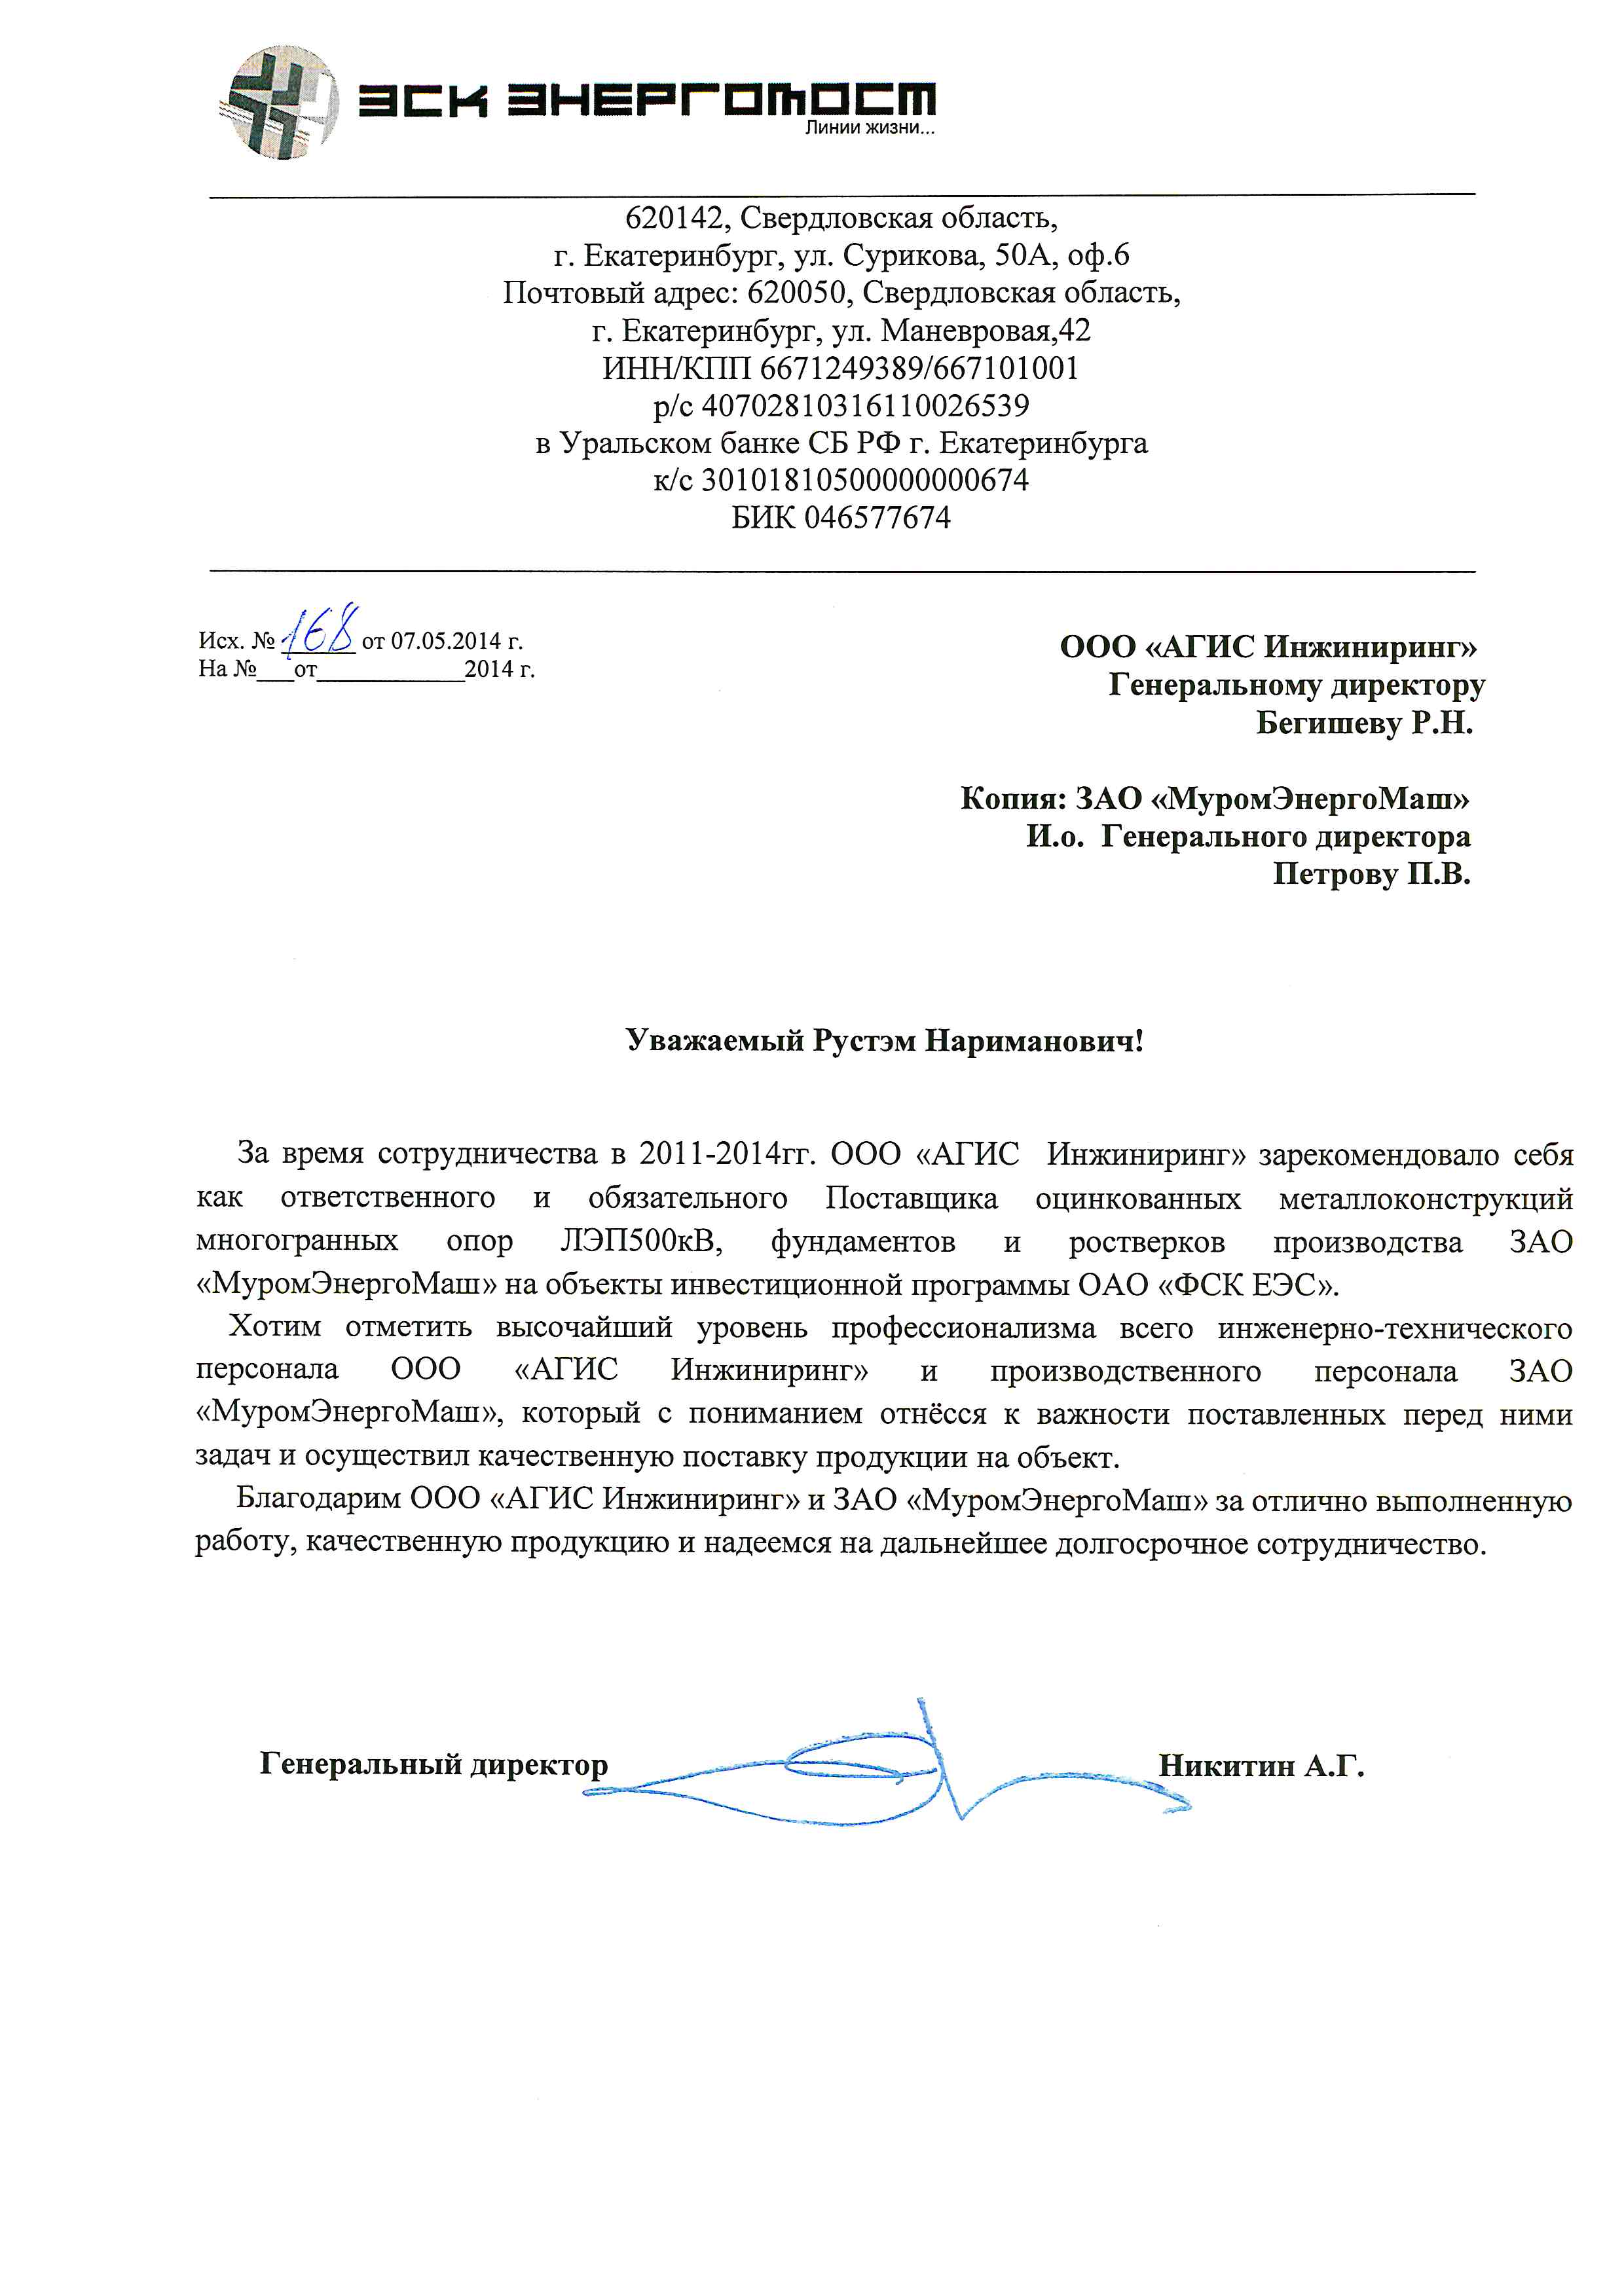 ЭСК ЭНЕРГОМОСТ
Линии жизни...
620142, Свердловская область,
г. Екатеринбург, ул. Сурикова, 50А, оф.6
Почтовый адрес: 620050, Свердловская область,
г. Екатеринбург, ул. Маневровая,42
ИНН/КПП 6671249389/667101001
р/с 40702810316110026539
в Уральском банке СБ РФ г. Екатеринбурга
к/с 30101810500000000674
БИК 046577674
Исх. № 168 от 07.05.2014 г.
На №___от____________2014 г.
ООО «АГИС Инжиниринг»
Генеральному директору
Бегишеву Р.Н.
Копия: ЗАО «МуромЭнергоМаш»
И.о. Генерального директора
Петрову П.В.
Уважаемый Рустэм Нариманович!
За время сотрудничества в 2011-2014гг. ООО «АГИС Инжиниринг» зарекомендовало себя
как ответственного и обязательного Поставщика оцинкованных металлоконструкций
многогранных опор ЛЭП500кВ, фундаментов и ростверков производства ЗАО
«МуромЭнергоМаш» на объекты инвестиционной программы ОАО «ФСК ЕЭС».
Хотим отметить высочайший уровень профессионализма всего инженерно-технического
персонала ООО «АГИС Инжиниринг» и производственного персонала ЗАО
«МуромЭнергоМаш», который с пониманием отнёсся к важности поставленных перед ними
задач и осуществил качественную поставку продукции на объект.
Благодарим ООО «АГИС Инжиниринг» и ЗАО «МуромЭнергоМаш» за отлично выполненную
работу, качественную продукцию и надеемся на дальнейшее долгосрочное сотрудничество.
Генеральный директор Никитин А.Г.